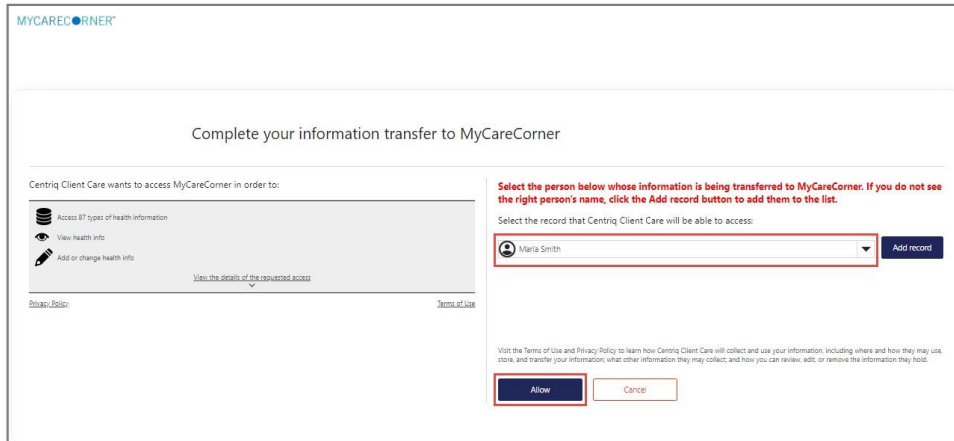 MYCARECORNER™
Complete your information transfer to MyCareCorner
Centriq Client Care wants to access MyCareCorner in order to:
Access 87 types of health information
View health info
Add or change health info
View the details of the requested access
Privacy Policy
Terms of Use
Select the person below whose information is being transferred to MyCareCorner. If you do not see
the right person's name, click the Add record button to add them to the list.
Select the record that Centriq Client Care will be able to access:
Maria Smith
Add record
Visit the Terms of Use and Privacy Policy to learn how Centriq Client Care will collect and use your information, including where and how they may use,
store, and transfer your information; what other information they may collect; and how you can review, edit, or remove the information they hold.
Allow
Cancel